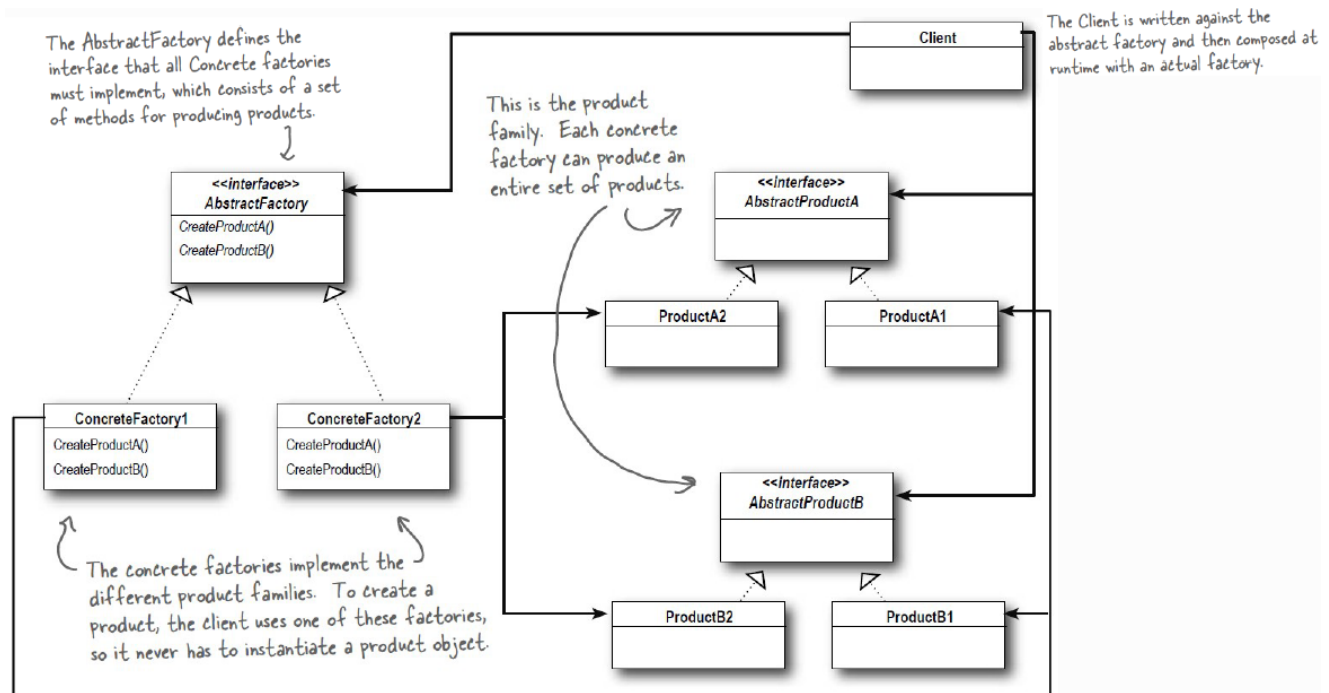 The AbstractFactory defines the
interface that all Concrete factories
must implement, which consists of a set
of methods for producing products.
Client
The Client is written against the
abstract factory and then composed at
runtime with an actual factory.
This is the product
family. Each concrete
factory can produce an
entire set of products.
<<interface>>
AbstractFactory
CreateProductA()
CreateProductB()
<<interface>>
AbstractProductA
ProductA2
ProductA1
ConcreteFactory1
CreateProductA()
CreateProductB()
ConcreteFactory2
CreateProductA()
CreateProductB()
<<interface>>
AbstractProductB
ProductB2
ProductB1
The concrete factories implement the
different product families. To create a
product, the client uses one of these factories,
so it never has to instantiate a product object.